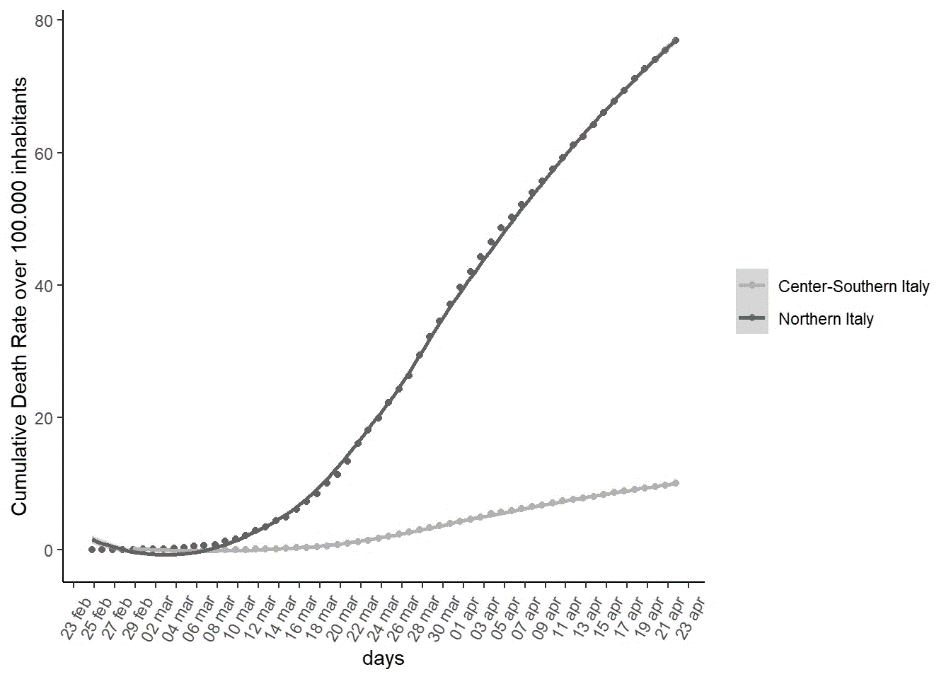 Cumulative Death Rate over 100.000 inhabitants
80
60
40
20
0
23 feb
25 feb
27 feb
29 feb
02 mar
04 mar
06 mar
08 mar
10 mar
12 mar
14 mar
16 mar
18 mar
20 mar
22 mar
24 mar
26 mar
28 mar
30 mar
01 apr
03 apr
05 apr
07 apr
09 apr
11 apr
13 apr
15 apr
17 apr
19 apr
21 apr
23 apr
days
Center-Southern Italy
Northern Italy